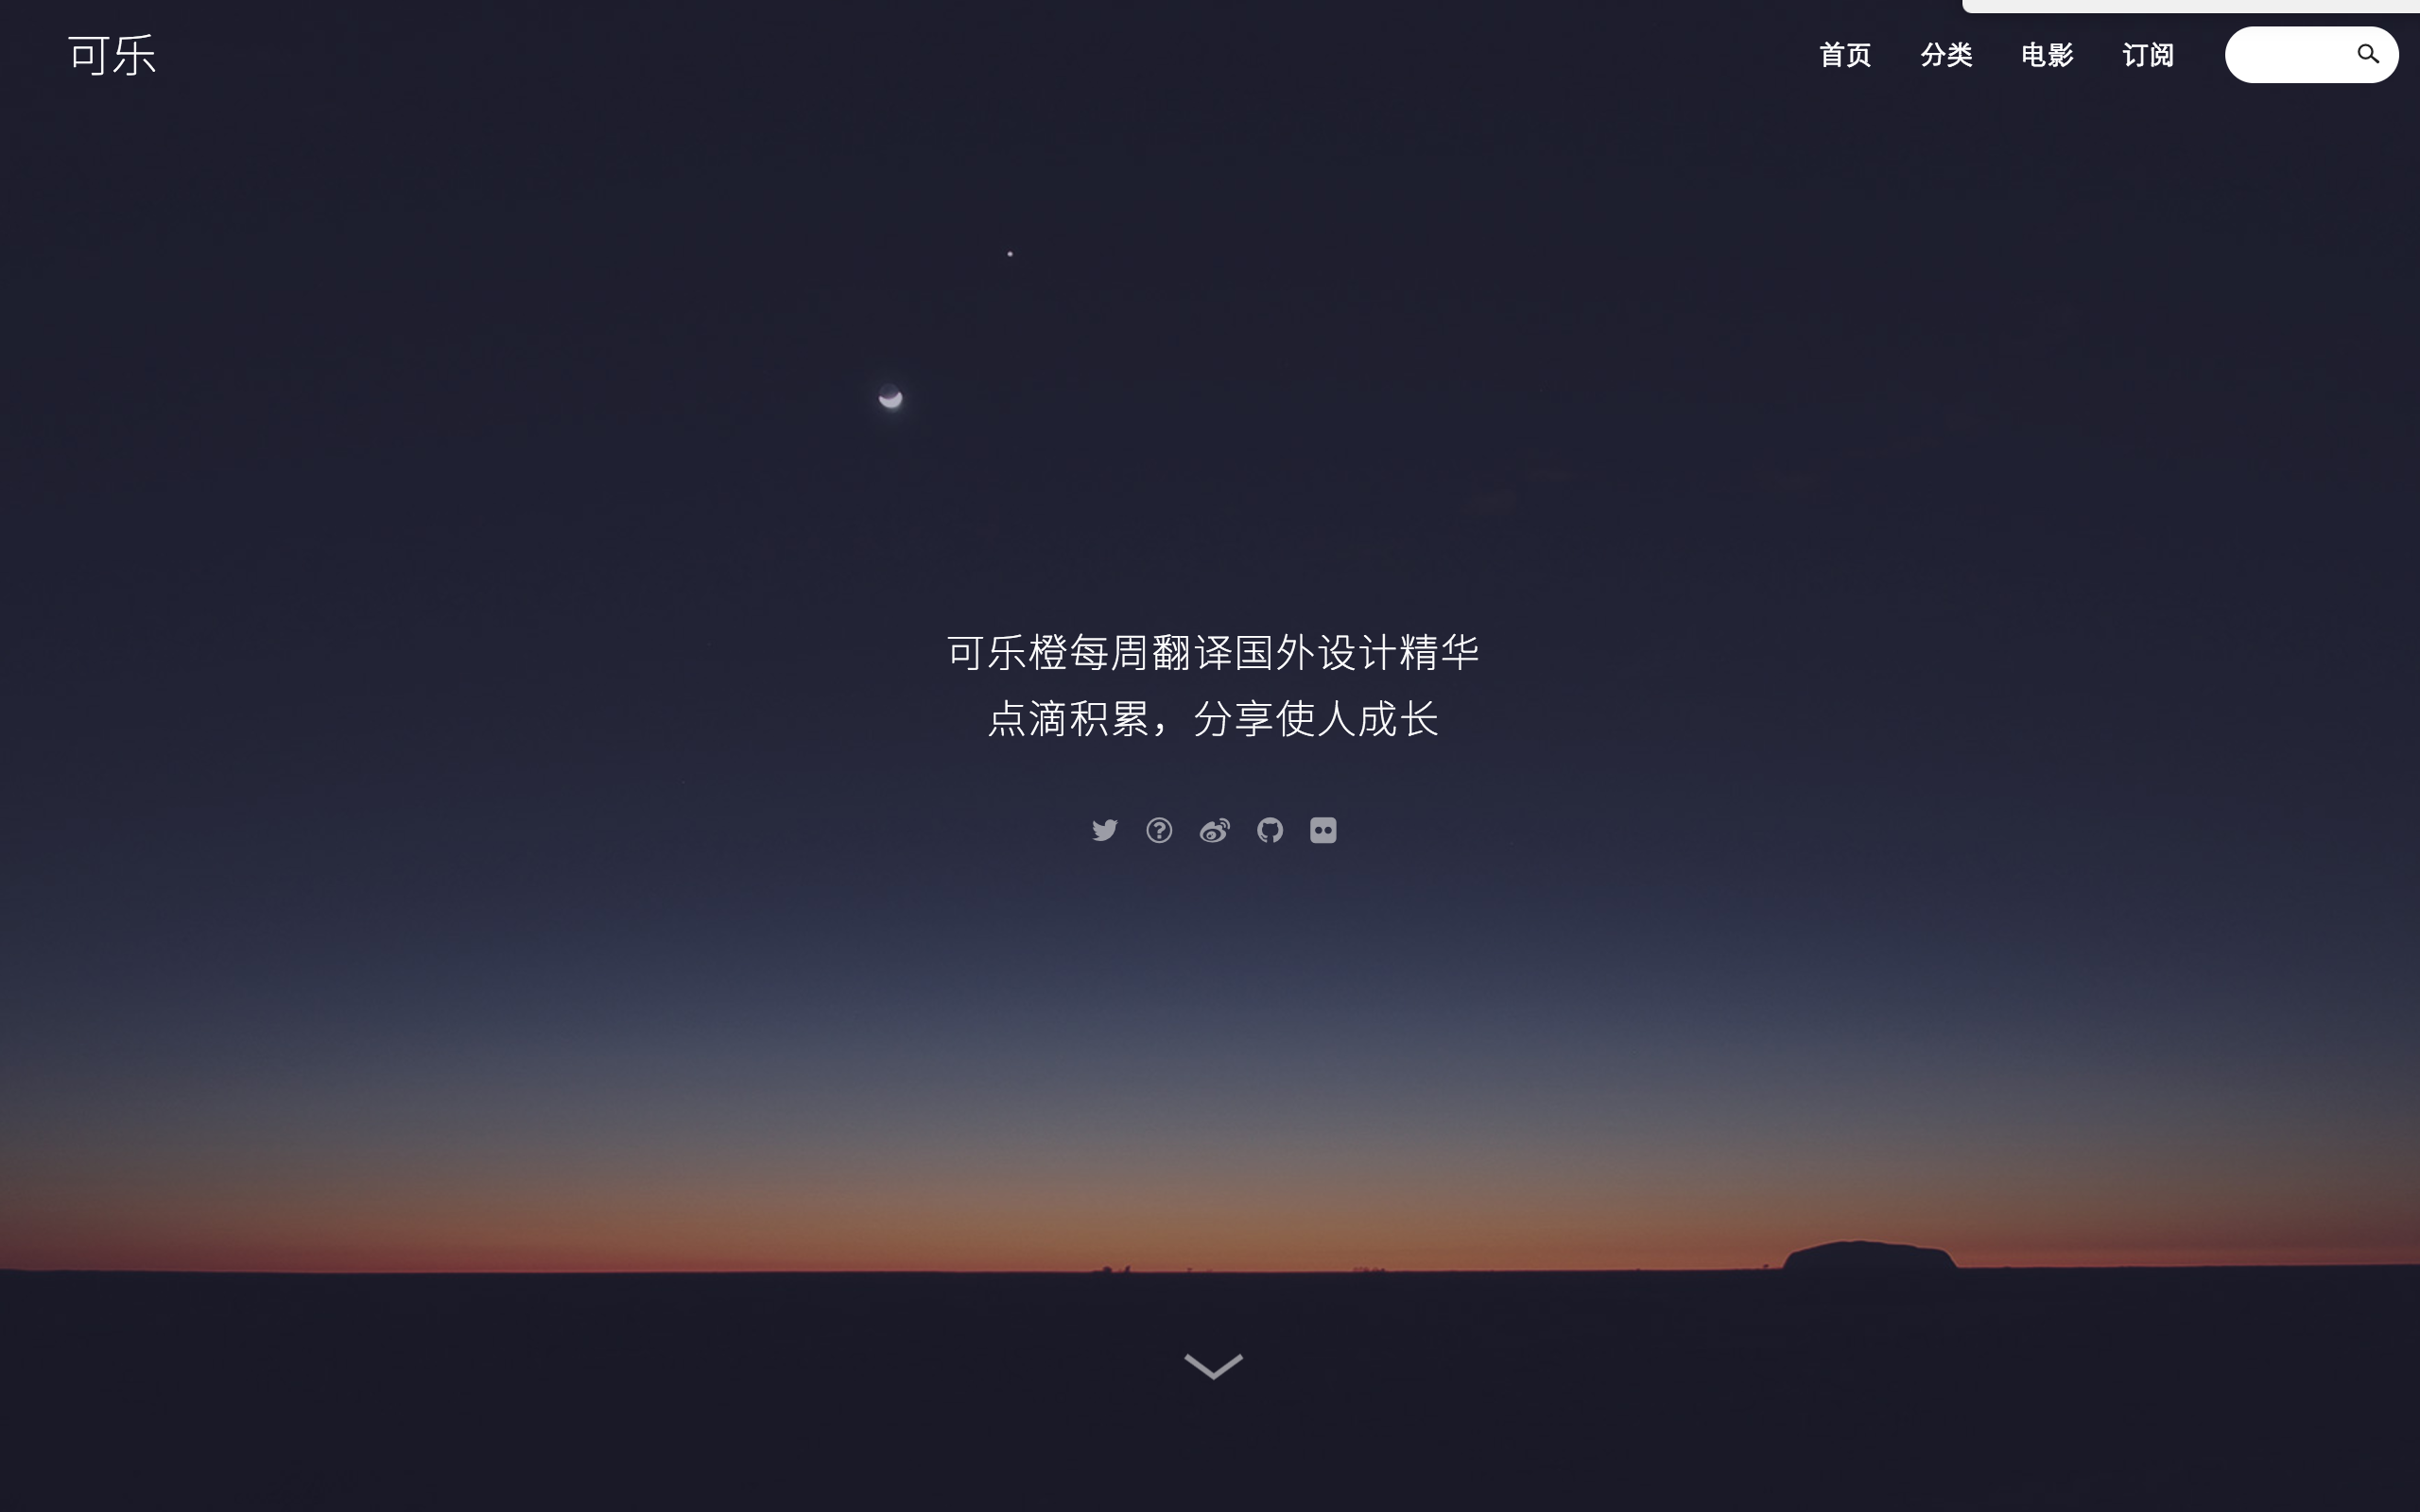 可乐
首页 分类 电影 订阅
可乐橙每周翻译国外设计精华
点滴积累，分享使人成长